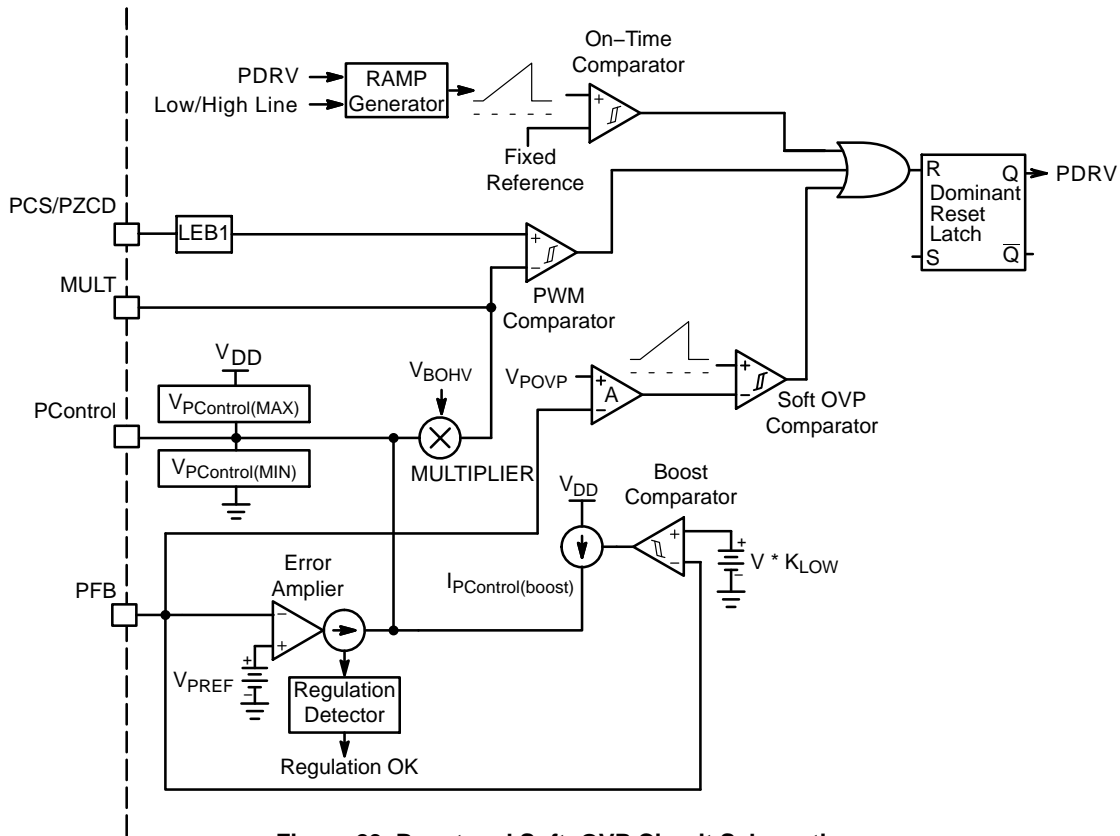 On−Time
Comparator
PDRV
Low/High Line
RAMP
Generator
+
Fixed
Reference
R
Q
PDRV
Dominant
Reset
Latch
S
Q
PCS/PZCD
LEB1
+
−
PWM
Comparator
MULT
VDD
VPControl(MAX)
PControl
VPControl(MIN)
VBOHV
MULTIPLIER
VPOVP
+
A
−
+
−
Soft OVP
Comparator
VDD
Boost
Comparator
+
−
+
−
V * KLOW
IPControl(boost)
PFB
Error
Amplier
−
+
+
−
VPREF
Regulation
Detector
Regulation OK
Figure Boost and Soft−OVP Circuit Schematic